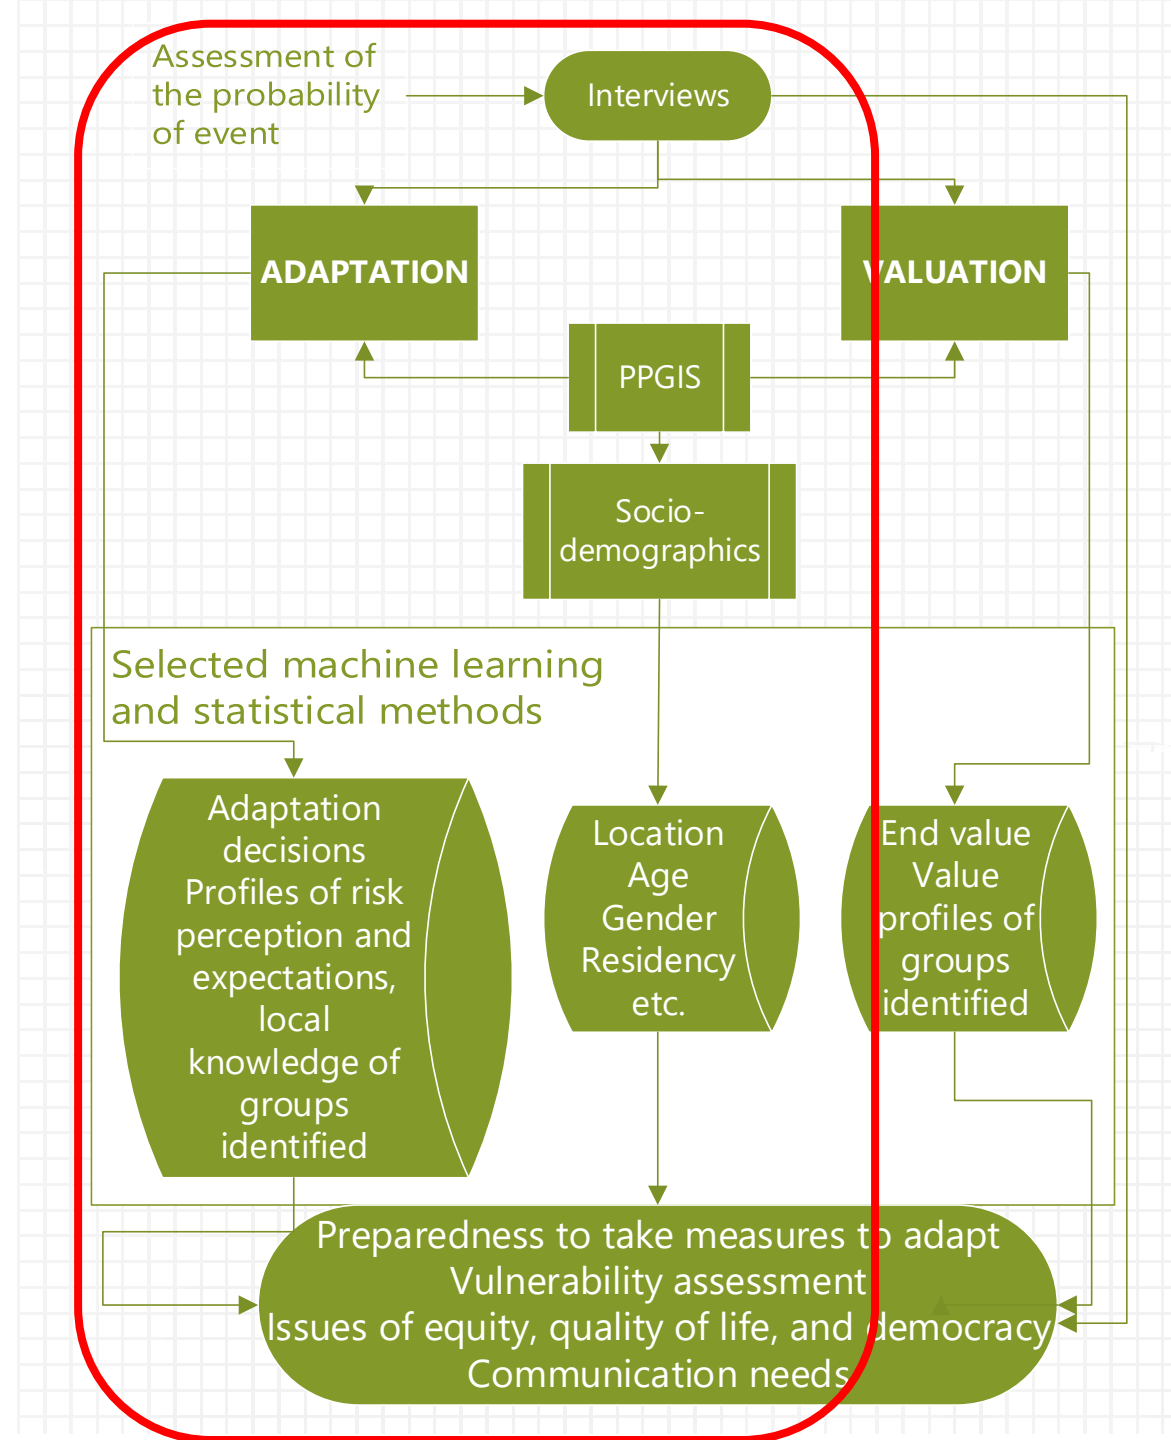 Assessment of
the probability
of event
Interviews
ADAPTATION
VALUATION
PPGIS
Socio-
demographics
Selected machine learning
and statistical methods
Adaptation
decisions
Profiles of risk
perception and
expectations,
local
knowledge of
groups
identified
Location
Age
Gender
Residency
etc.
End value
Value
profiles of
groups
identified
Preparedness to take measures to adapt
Vulnerability assessment
Issues of equity, quality of life, and democracy
Communication needs